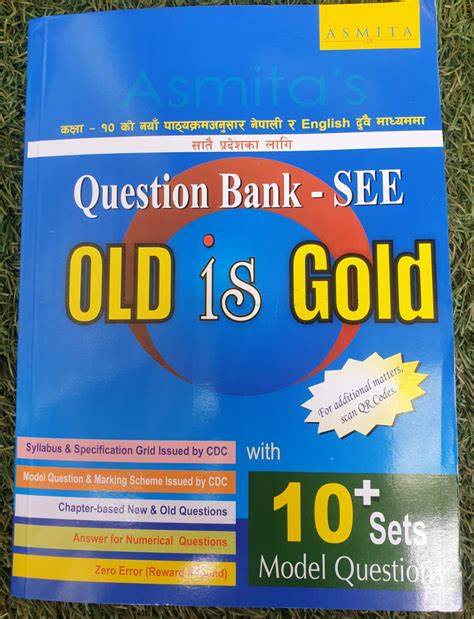 ASMITA
Asmita's
कक्षा - १० को नयाँ पाठ्यक्रमअनुसार नेपाली र English दुवै माध्यममा
सातै प्रदेशका लागि
Question Bank - SEE
OLD is Gold
For additional matters,
scan QR Codes.
Syllabus & Specification Grid Issued by CDC
Model Question & Marking Scheme Issued by CDC
Chapter-based New & Old Questions
Answer for Numerical Questions
Zero Error (Reward
with
10+ Sets
Model Questions